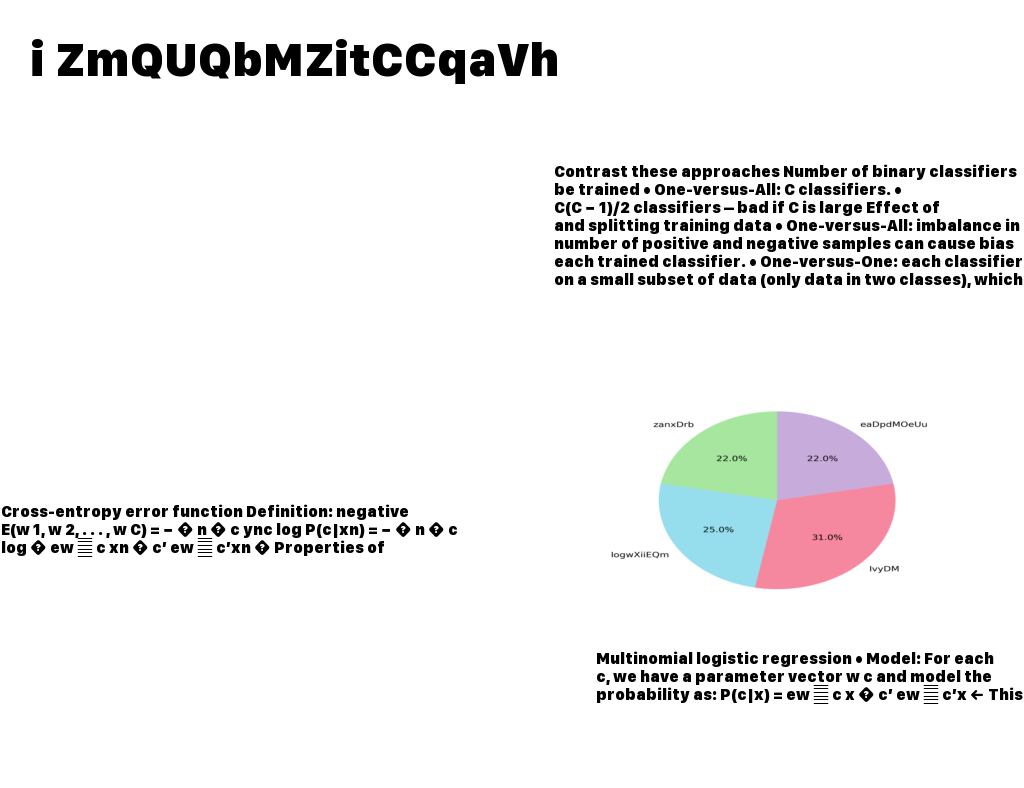 i ZmQUQbMZitCCqaVh
Contrast these approaches Number of binary classifiers
be trained • One-versus-All: C classifiers. •
C(C − 1)/2 classifiers – bad if C is large Effect of
and splitting training data • One-versus-All: imbalance in
number of positive and negative samples can cause bias
each trained classifier. • One-versus-One: each classifier
on a small subset of data (only data in two classes), which
zanxDrb
eaDpdMOeUu
22.0%
22.0%
25.0%
31.0%
logwXiiEQm
IvyDM
Cross-entropy error function Definition: negative
E(w 1, w 2, . . . , w C) = − � n � c ync log P(c|xn) = − � n � c
log � ew ⊤ c xn � c′ ew ⊤ c′xn � Properties of
Multinomial logistic regression • Model: For each
c, we have a parameter vector w c and model the
probability as: P(c|x) = ew ⊤ c x � c′ ew ⊤ c′x ← This